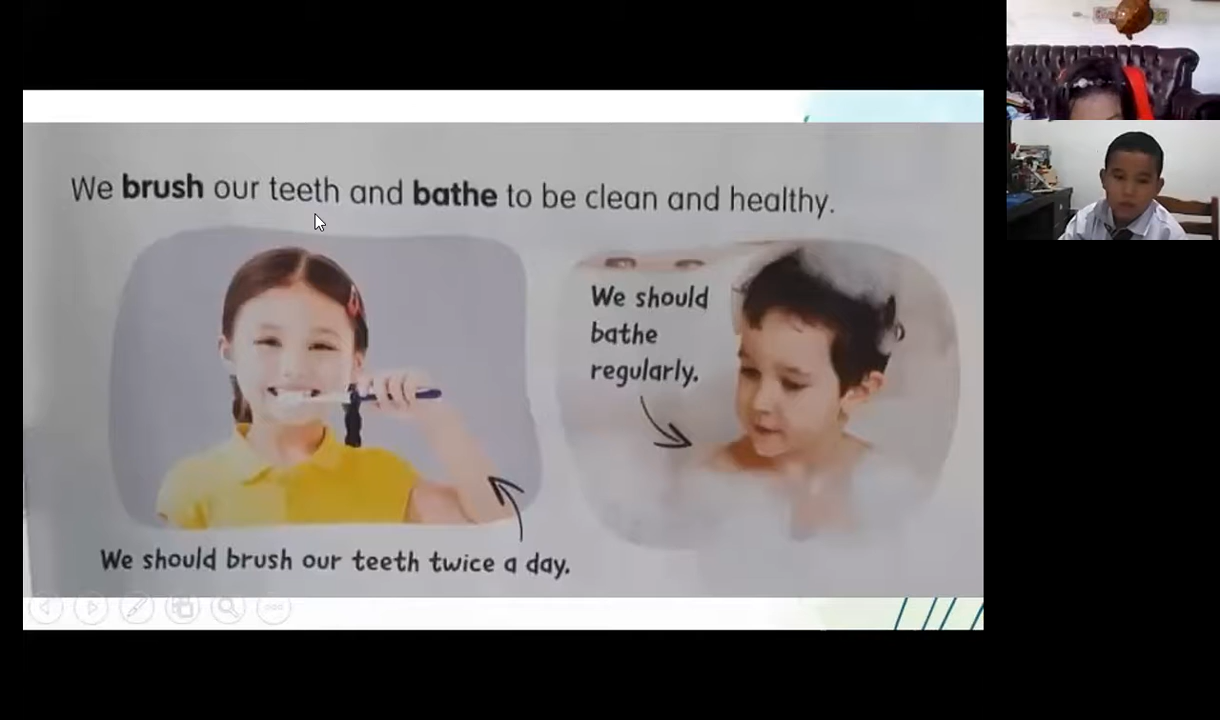 We brush our teeth and bathe to be clean and healthy.
We should
bathe
regularly.
We should brush our teeth twice a day.